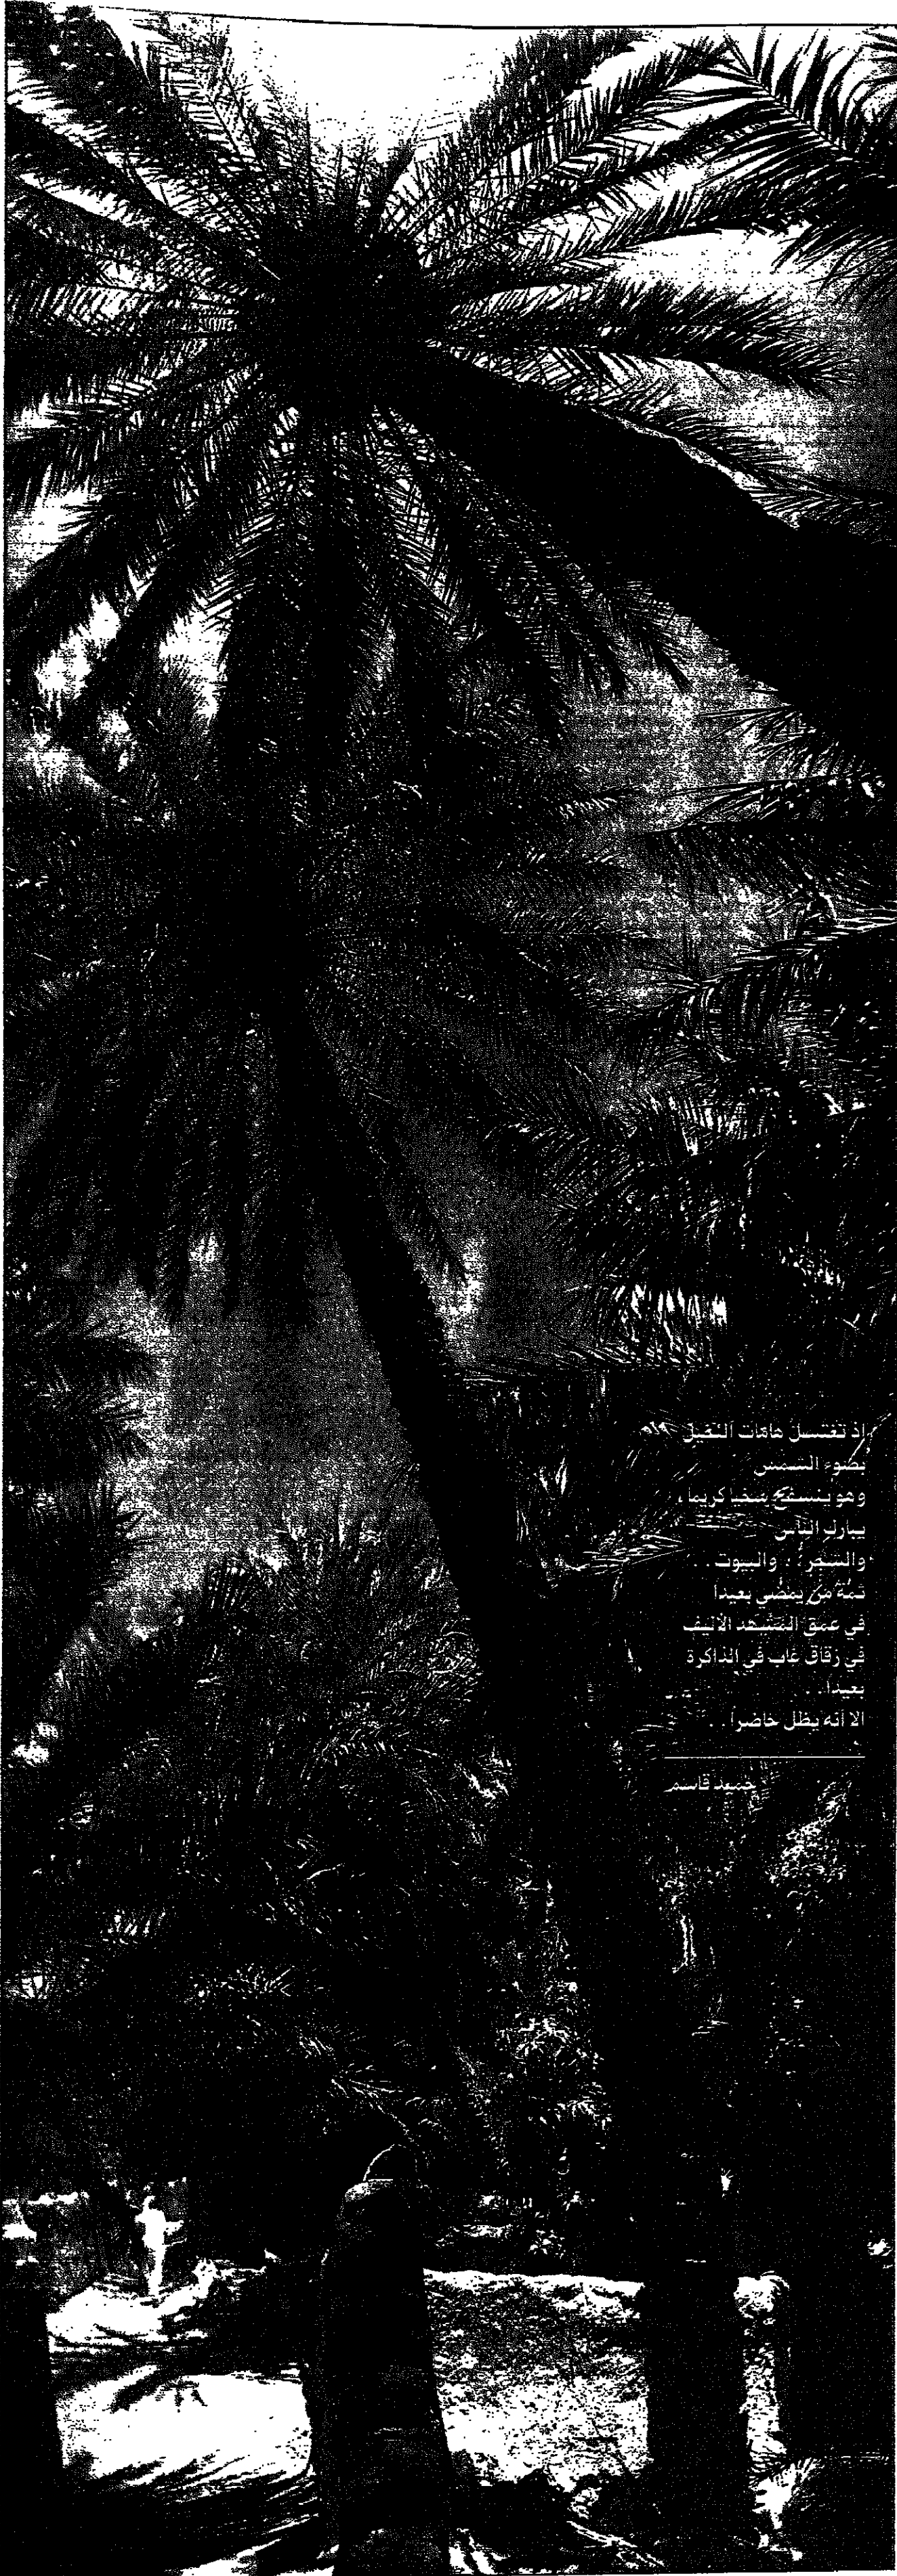 إذ تغتسل هامات النخيل
بضوء الشمس
وهو ينسفح سخيا كريما،
يبارك الناس
والشجر.. والبيوت..
ثمة من يمضي بعيدا
في عمق المشهد الأليف
في زقاق غاب في الذاكرة
بعيدا..
الا أنه يظل حاضرا..
حميد قاسم